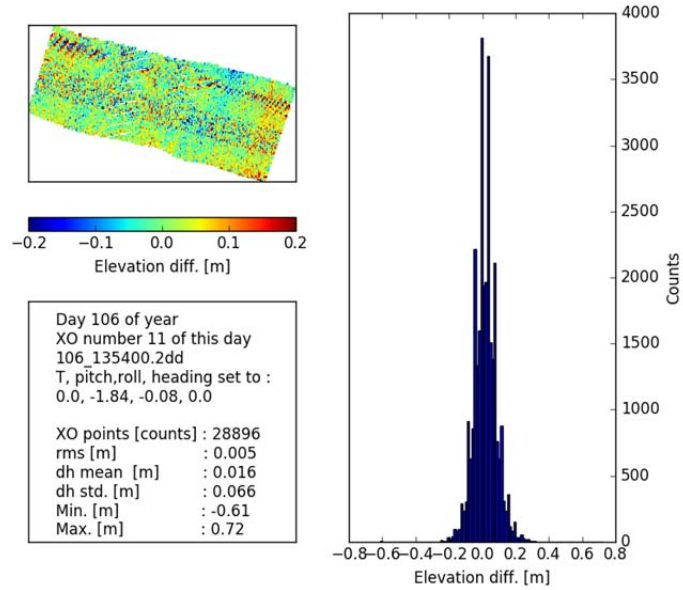 −0.2 −0.1 0.0 0.1 0.2
Elevation diff. [m]
Day 106 of year
XO number 11 of this day
106_135400.2dd
T, pitch,roll, heading set to :
0.0, -1.84, -0.08, 0.0
XO points [counts] : 28896
rms [m] : 0.005
dh mean [m] : 0.016
dh std. [m] : 0.066
Min. [m] : -0.61
Max. [m] : 0.72
4000
3500
3000
2500
2000
1500
1000
500
0
Counts
−0.8−0.6−0.4−0.2 0.0 0.2 0.4 0.6 0.8
Elevation diff. [m]